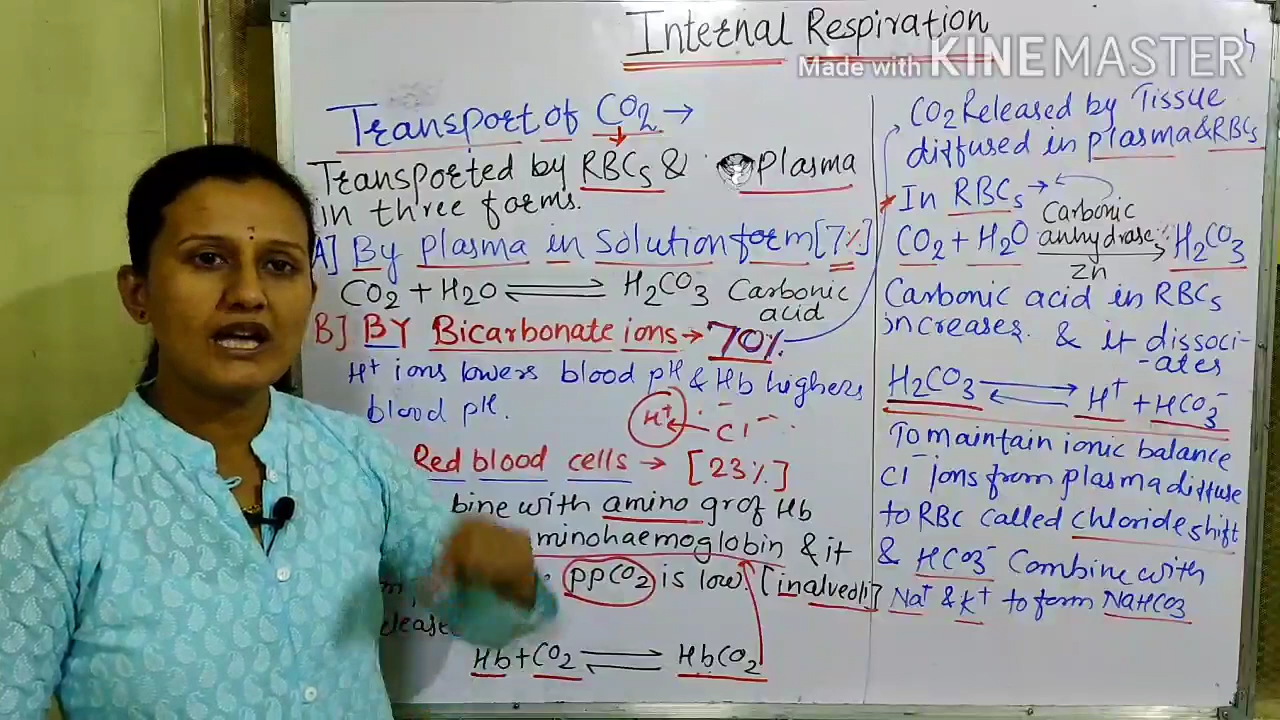 Internal Respiration
Made with KINEMASTER
Transport of CO2 →
Transported by RBCs & Plasma
in three forms.
A] By plasma in solution form [7%]
CO2 + H2O ⇌ H2CO3 Carbonic
acid
B] BY Bicarbonate ions → 70%
H+ ions lowers blood pH & Hb highers
blood pH.
H+ ← Cl-
Red blood cells → [23%]
bine with amino gr of Hb
minohaemoglobin & it
ppCO2 is low. [in alveoli]
Hb + CO2 ⇌ HbCO2
CO2 Released by Tissue
diffused in plasma & RBCs
* In RBCs →
Carbonic
CO2 + H2O anhydrase → H2CO3
Zn
Carbonic acid in RBCs
increases. & it dissoci-
-ates
H2CO3 ⇌ H+ + HCO3-
To maintain ionic balance
Cl- ions from plasma diffuse
to RBC called chloride shift
& HCO3- Combine with
Na+ & K+ to form NaHCO3